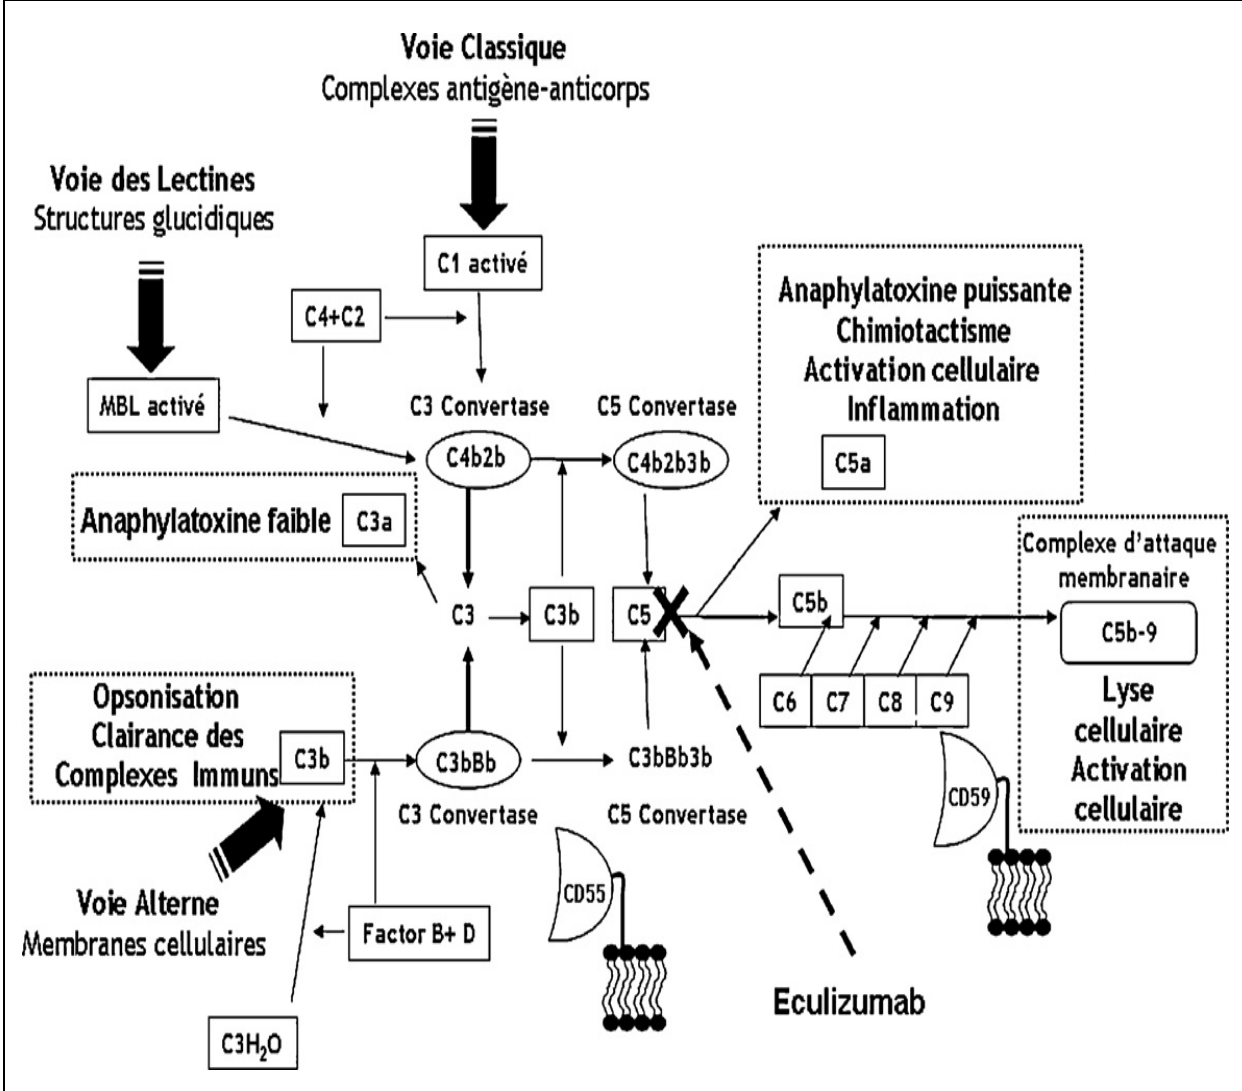 Voie Classique
Complexes antigène-anticorps
Voie des Lectines
Structures glucidiques
C1 activé
C4+C2
MBL activé
C3 Convertase
C5 Convertase
C4b2b
C4b2b3b
Anaphylatoxine puissante
Chimiotactisme
Activation cellulaire
Inflammation
C5a
Anaphylatoxine faible
C3a
C3
C3b
C5
C5b
C6
C7
C8
C9
Complexe d'attaque
membranaire
C5b-9
Lyse
cellulaire
Activation
cellulaire
Opsonisation
Clairance des
Complexes Immuns
C3b
C3bBb
C3bBb3b
C3 Convertase
C5 Convertase
CD59
CD55
Voie Alterne
Membranes cellulaires
Factor B+ D
Eculizumab
C3H₂O